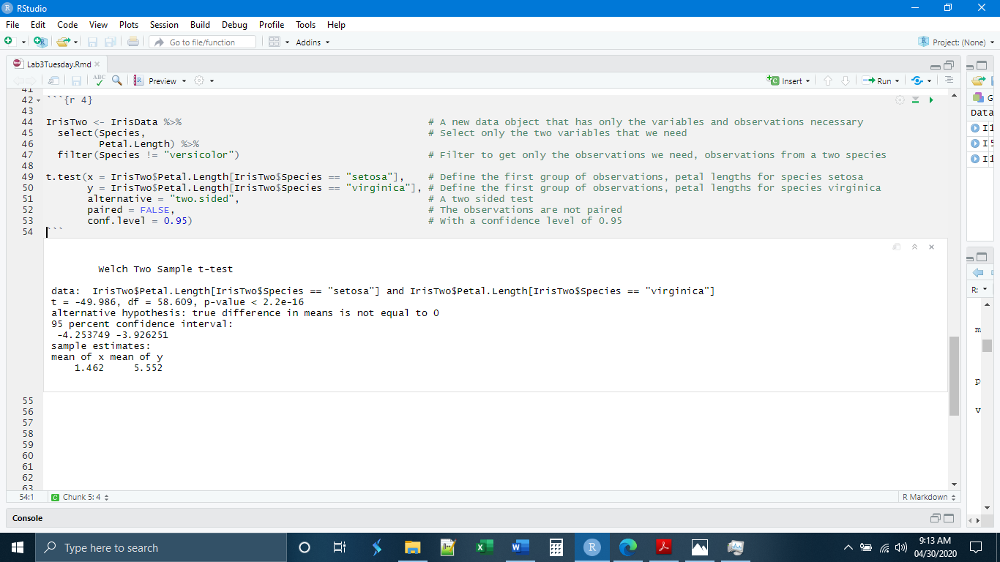 RStudio
File Edit Code View Plots Session Build Debug Profile Tools Help
Go to file/function Addins Project: (None)
Lab3Tuesday.Rmd
ABC Preview Insert Run
41
42 ```{r 4}
43
44 IrisTwo <- IrisData %>% # A new data object that has only the variables and observations necessary
45 select(Species, # Select only the two variables that we need
46 Petal.Length) %>%
47 filter(Species != "versicolor") # Filter to get only the observations we need, observations from a two species
48
49 t.test(x = IrisTwo$Petal.Length[IrisTwo$Species == "setosa"], # Define the first group of observations, petal lengths for species setosa
50 y = IrisTwo$Petal.Length[IrisTwo$Species == "virginica"], # Define the first group of observations, petal lengths for species virginica
51 alternative = "two.sided", # A two sided test
52 paired = FALSE, # The observations are not paired
53 conf.level = 0.95) # With a confidence level of 0.95
54 ```
Welch Two Sample t-test
data: IrisTwo$Petal.Length[IrisTwo$Species == "setosa"] and IrisTwo$Petal.Length[IrisTwo$Species == "virginica"]
t = -49.986, df = 58.609, p-value < 2.2e-16
alternative hypothesis: true difference in means is not equal to 0
95 percent confidence interval:
-4.253749 -3.926251
sample estimates:
mean of x mean of y
1.462 5.552
55
56
57
58
59
60
61
62
63
54:1 Chunk 5: 4 R Markdown
Console
G
Data
I 1
I 5
I 1
R:
m
p
v
Type here to search
9:13 AM
04/30/2020